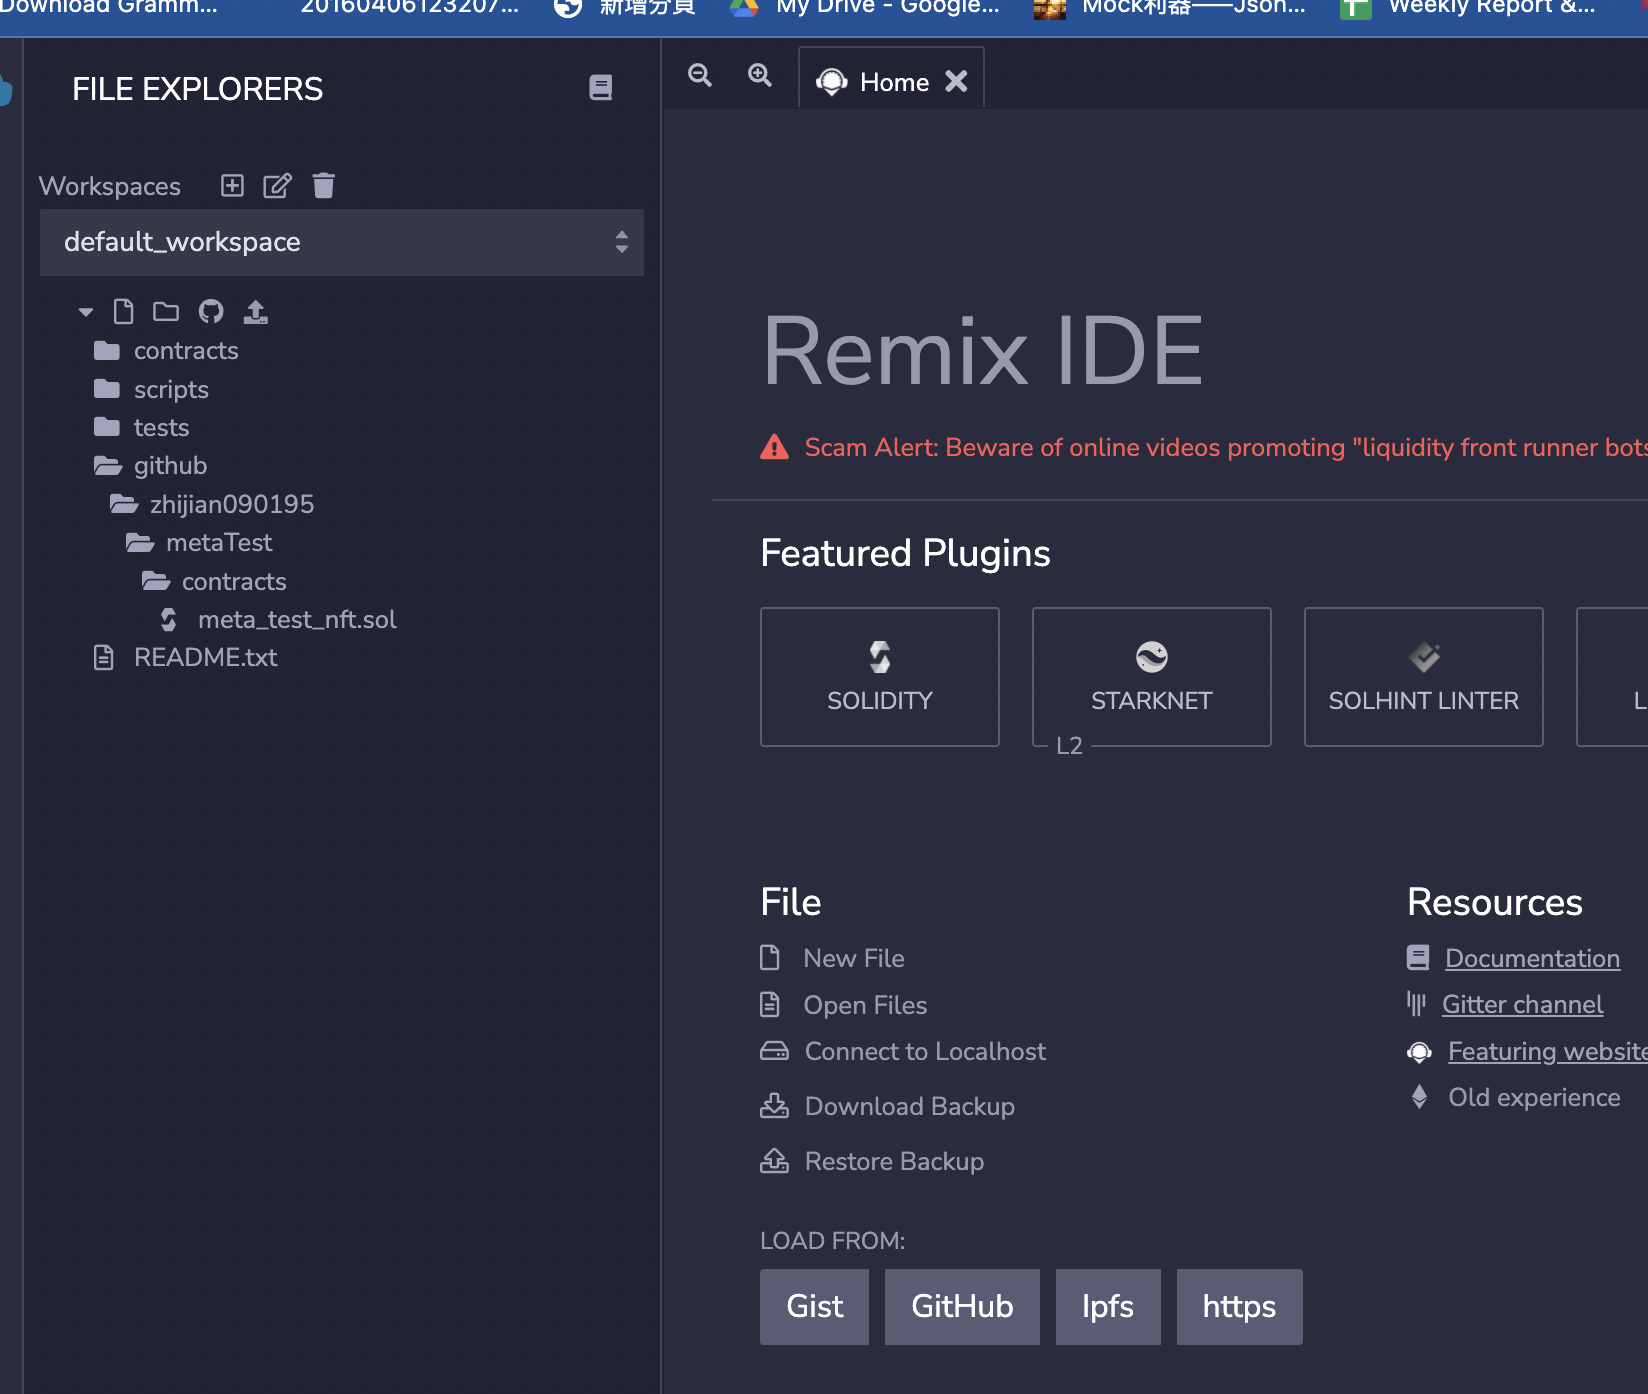 Download Gramm...
20160406123207...
新增分頁
My Drive - Google...
Mock利器——Json...
Weekly Report &...
FILE EXPLORERS
Home
Workspaces
default_workspace
contracts
scripts
tests
github
zhijian090195
metaTest
contracts
meta_test_nft.sol
README.txt
Remix IDE
Scam Alert: Beware of online videos promoting "liquidity front runner bots
Featured Plugins
SOLIDITY
STARKNET
L2
SOLHINT LINTER
L
File
New File
Open Files
Connect to Localhost
Download Backup
Restore Backup
LOAD FROM:
Gist
GitHub
Ipfs
https
Resources
Documentation
Gitter channel
Featuring website
Old experience